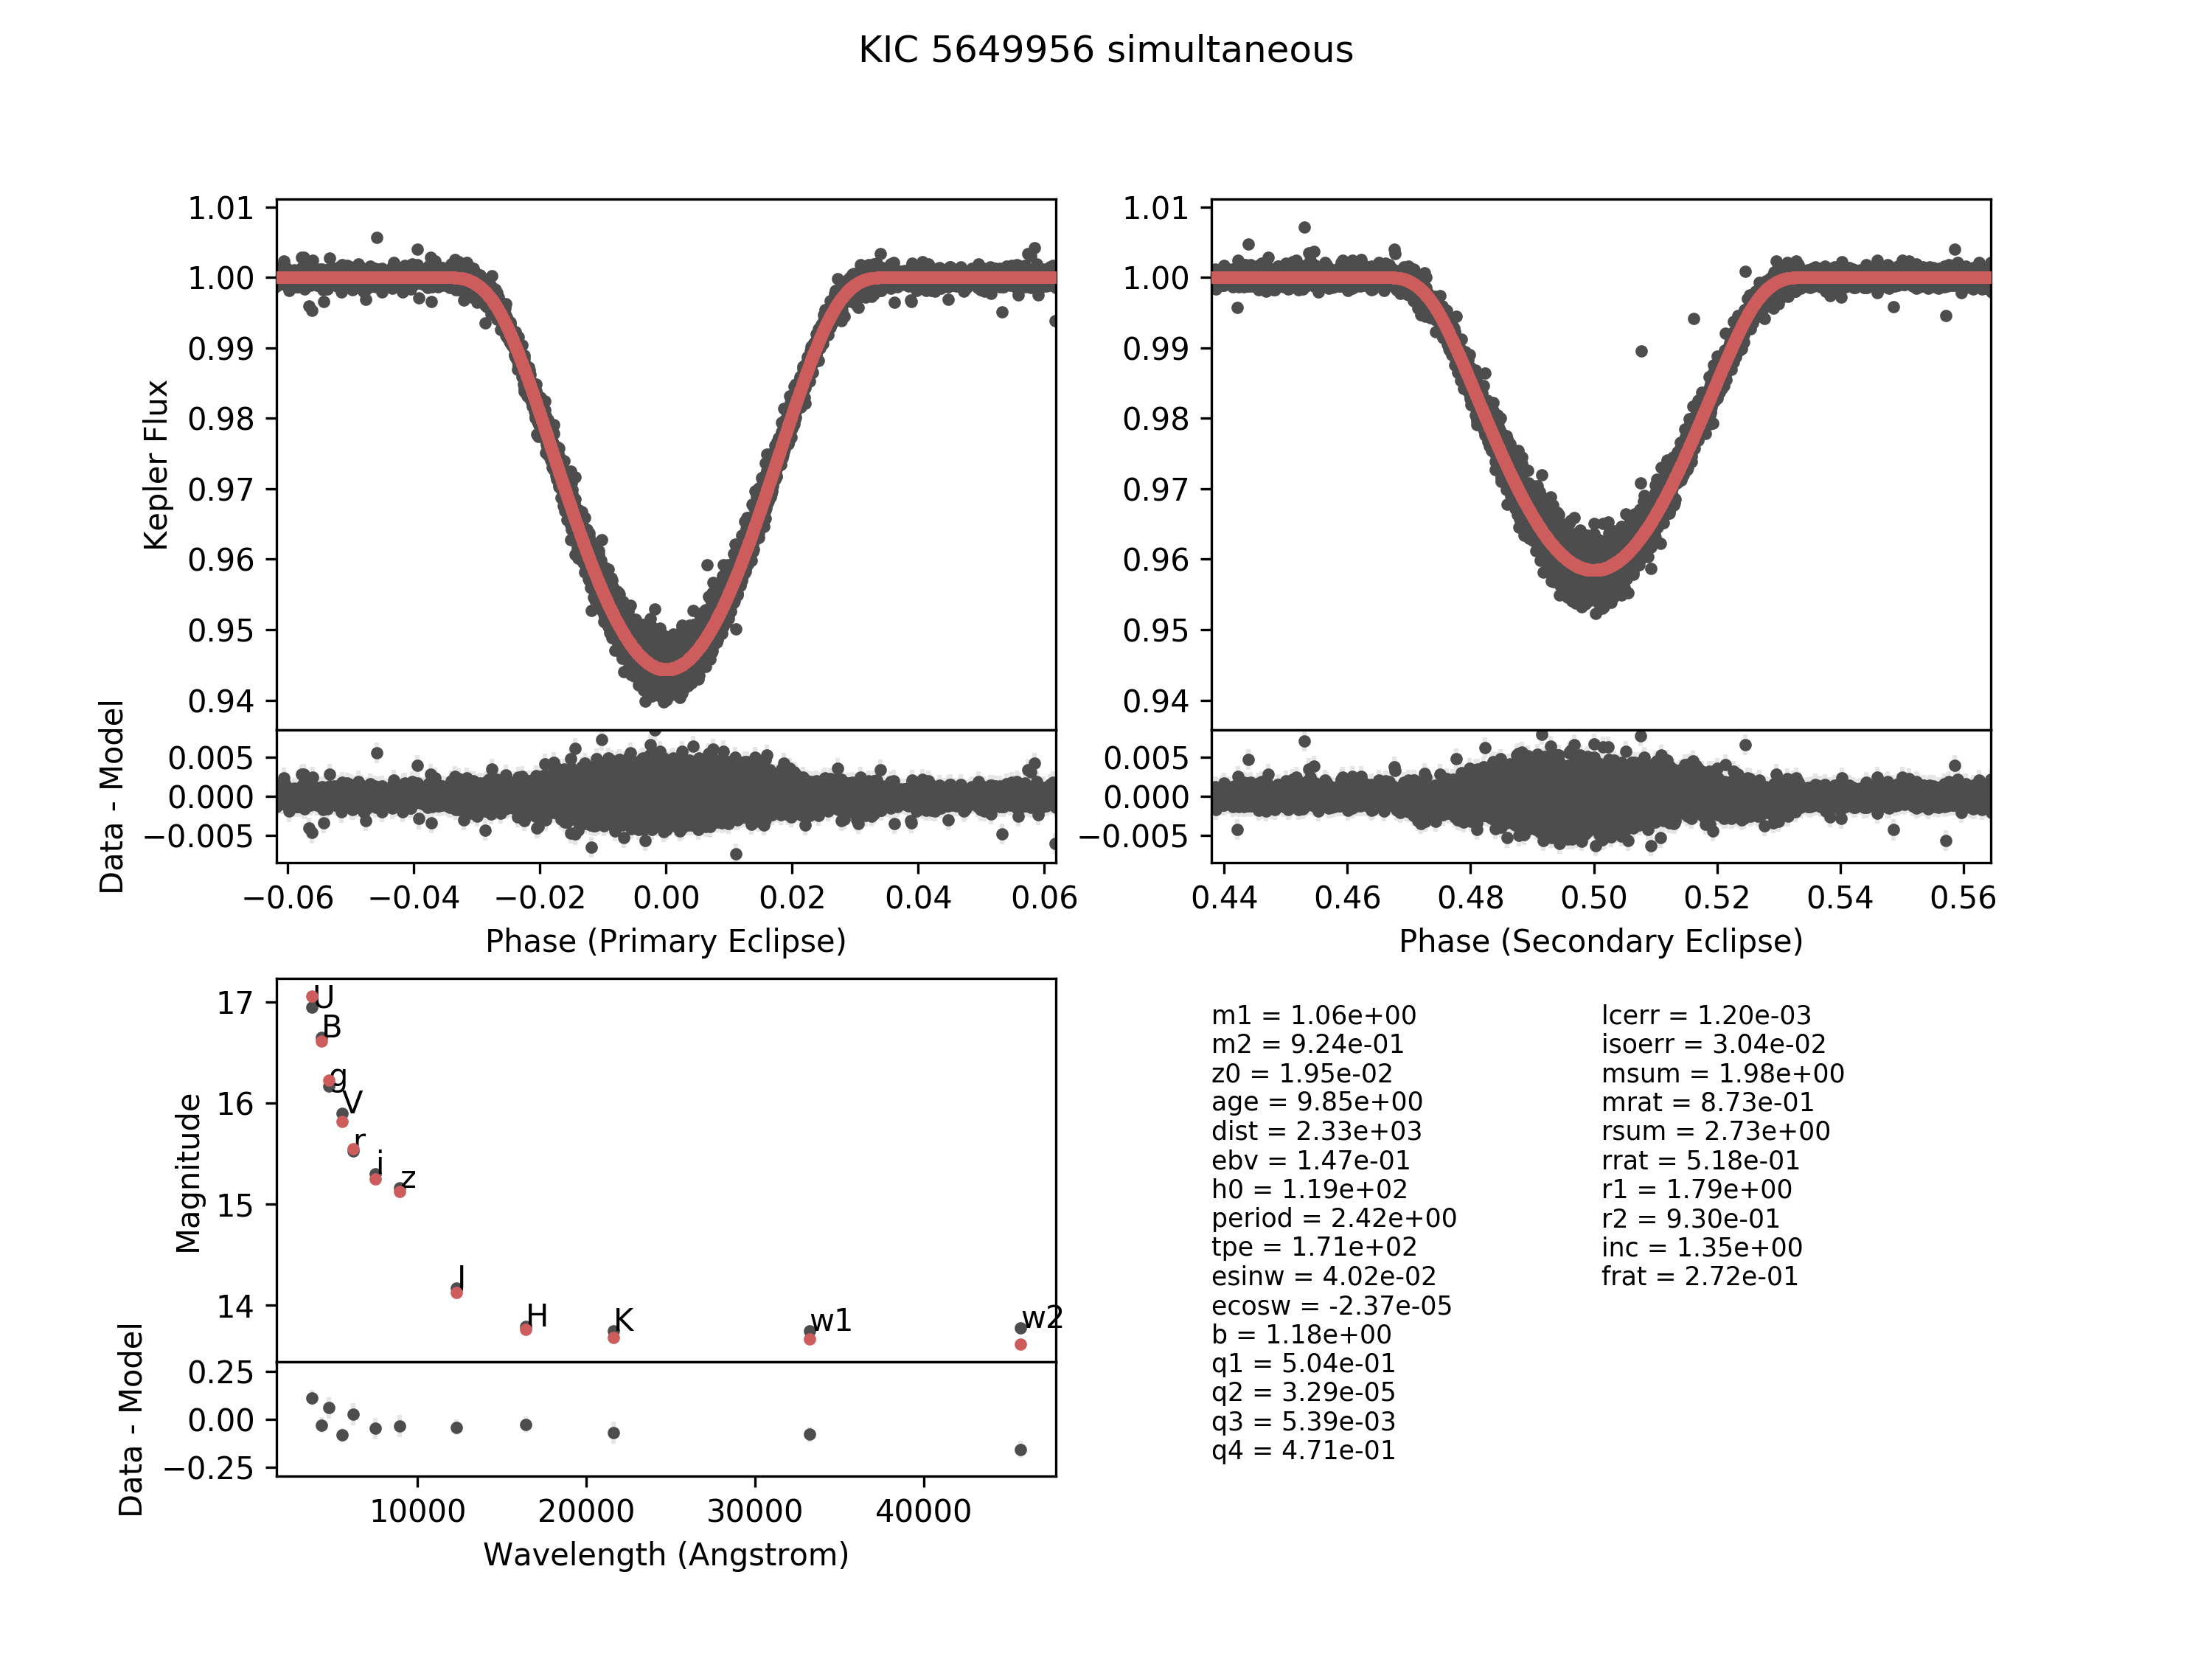 KIC 5649956 simultaneous
1.01
1.00
0.99
0.98
0.97
0.96
0.95
0.94
Kepler Flux
0.005
0.000
−0.005
Data - Model
−0.06 −0.04 −0.02 0.00 0.02 0.04 0.06
Phase (Primary Eclipse)
1.01
1.00
0.99
0.98
0.97
0.96
0.95
0.94
0.005
0.000
−0.005
0.44 0.46 0.48 0.50 0.52 0.54 0.56
Phase (Secondary Eclipse)
17
16
15
14
Magnitude
U
B
g
V
r
i
z
J
H
K
w1
w2
0.25
0.00
−0.25
Data - Model
10000 20000 30000 40000
Wavelength (Angstrom)
m1 = 1.06e+00
m2 = 9.24e-01
z0 = 1.95e-02
age = 9.85e+00
dist = 2.33e+03
ebv = 1.47e-01
h0 = 1.19e+02
period = 2.42e+00
tpe = 1.71e+02
esinw = 4.02e-02
ecosw = -2.37e-05
b = 1.18e+00
q1 = 5.04e-01
q2 = 3.29e-05
q3 = 5.39e-03
q4 = 4.71e-01
lcerr = 1.20e-03
isoerr = 3.04e-02
msum = 1.98e+00
mrat = 8.73e-01
rsum = 2.73e+00
rrat = 5.18e-01
r1 = 1.79e+00
r2 = 9.30e-01
inc = 1.35e+00
frat = 2.72e-01